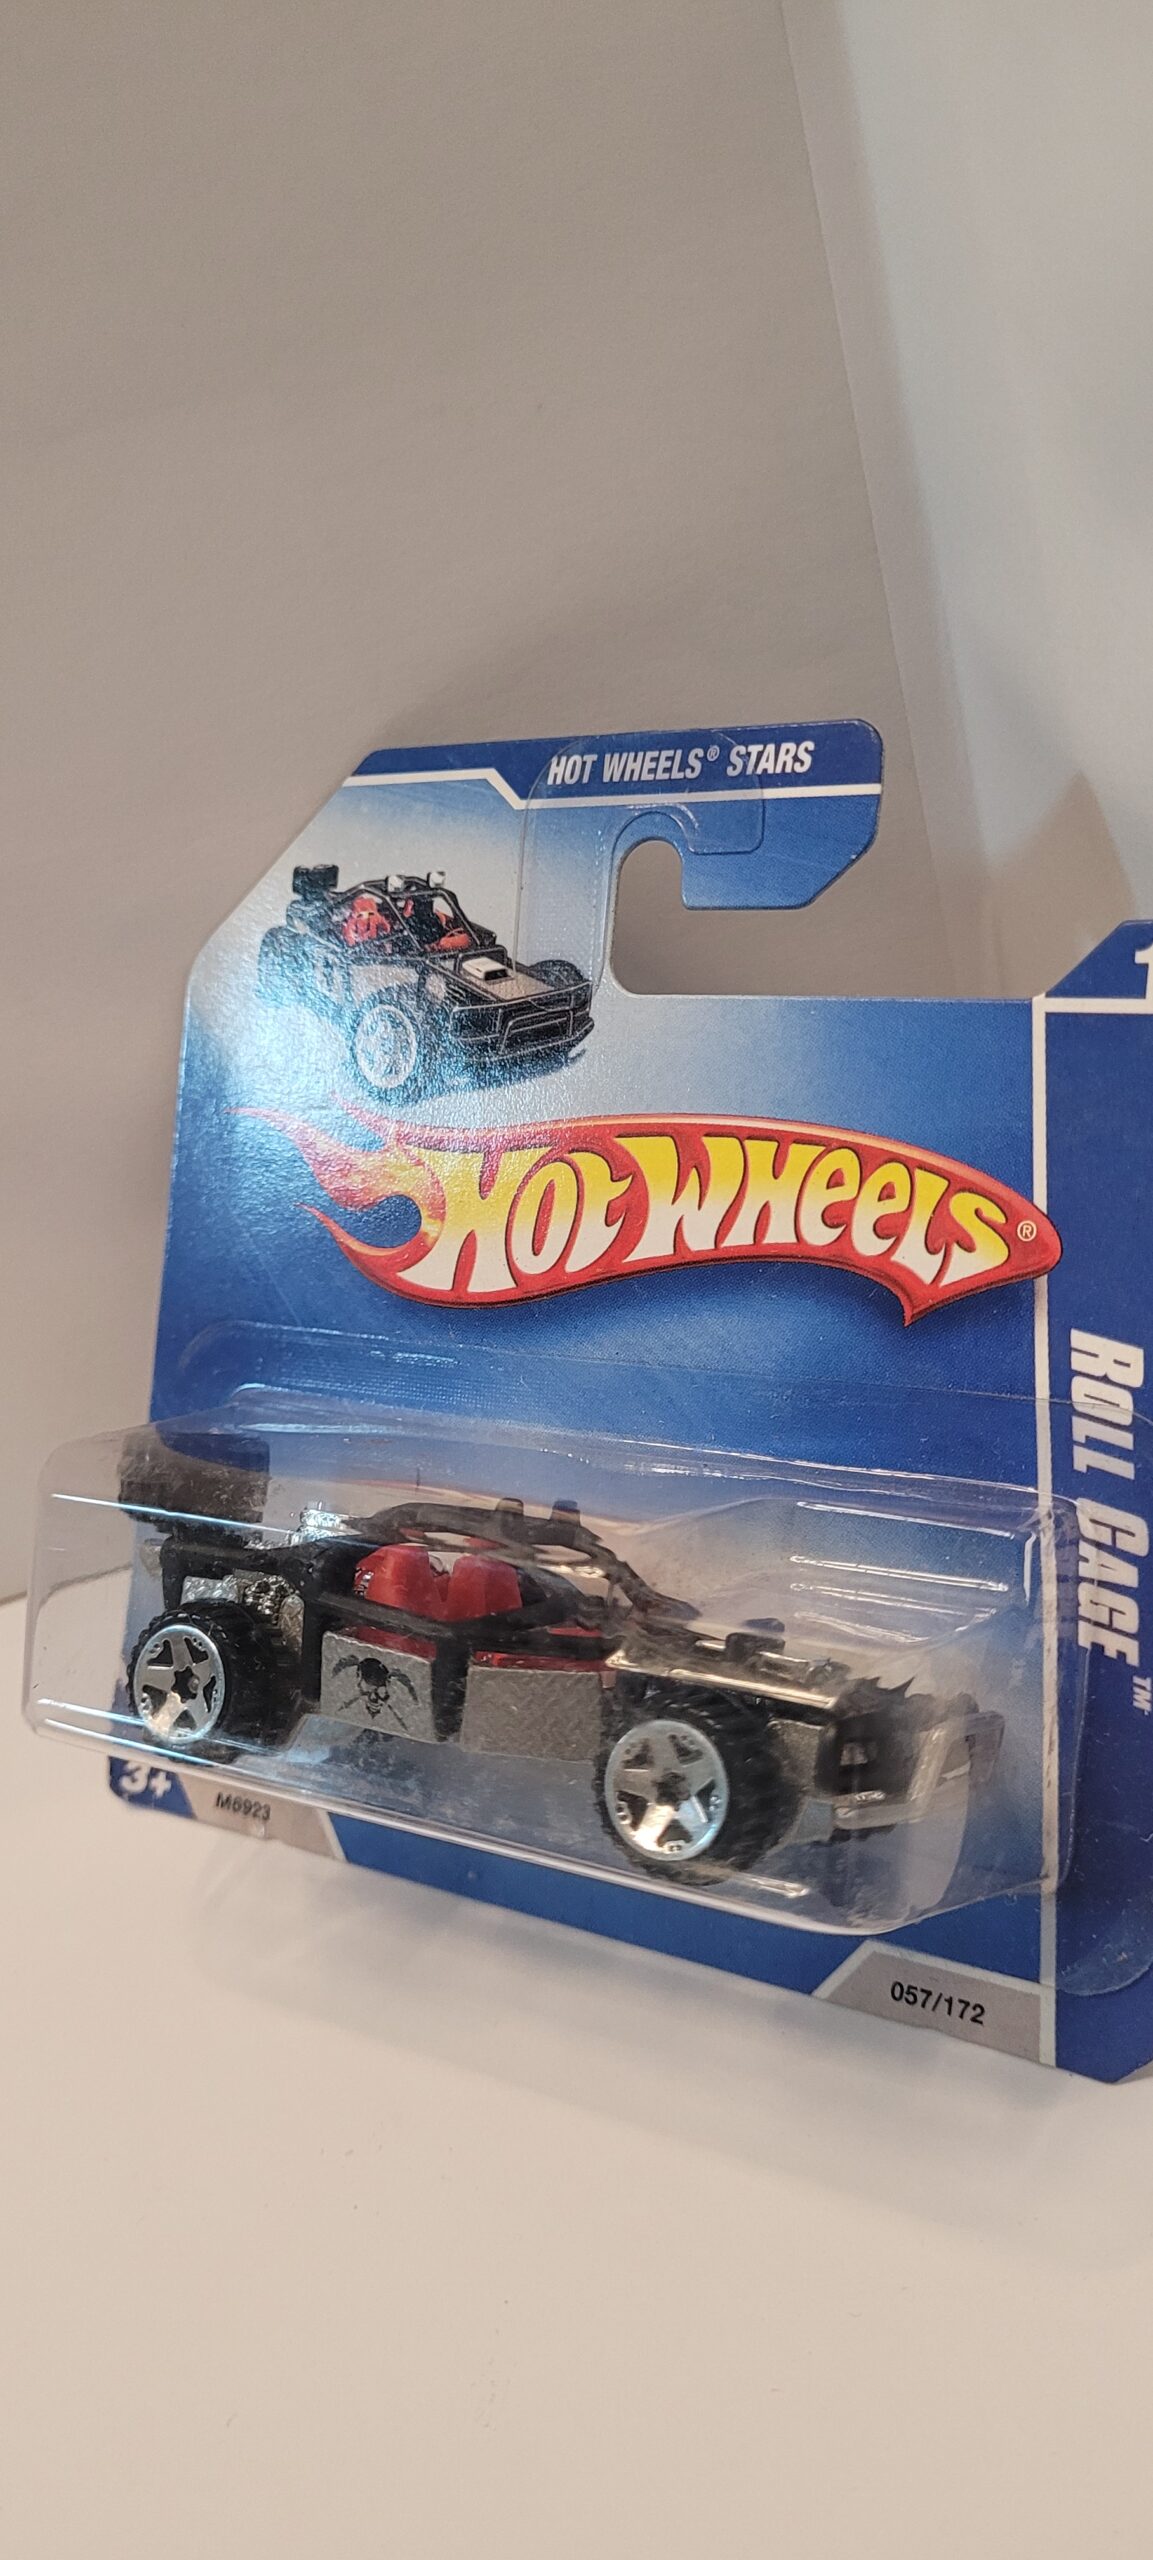 HOT WHEELS® STARS
HOT WHEELS ®
ROLL CAGE™
3+
M6923
057/172